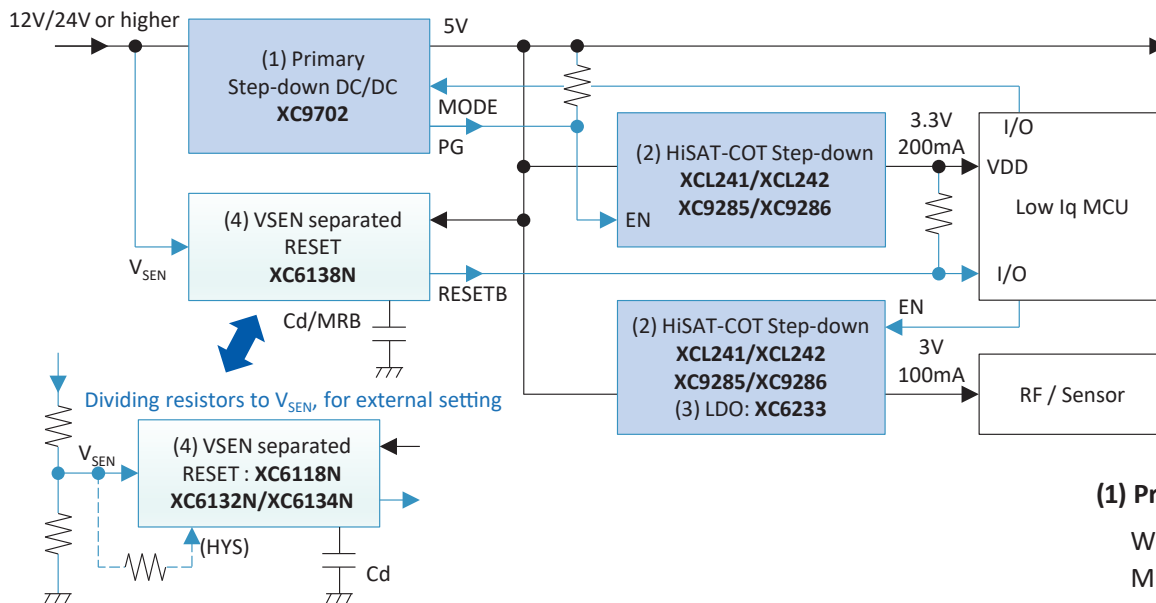 12V/24V or higher
5V
(1) Primary
Step-down DC/DC
XC9702
MODE
PG
(2) HiSAT-COT Step-down
XCL241/XCL242
XC9285/XC9286
EN
3.3V
200mA
I/O
VDD
Low Iq MCU
I/O
(4) VSEN separated
RESET
XC6138N
VSEN
RESETB
Cd/MRB
(2) HiSAT-COT Step-down
XCL241/XCL242
XC9285/XC9286
(3) LDO: XC6233
EN
3V
100mA
RF / Sensor
Dividing resistors to VSEN, for external setting
VSEN
(4) VSEN separated
RESET : XC6118N
XC6132N/XC6134N
(HYS)
Cd
(1) Pr
W
M